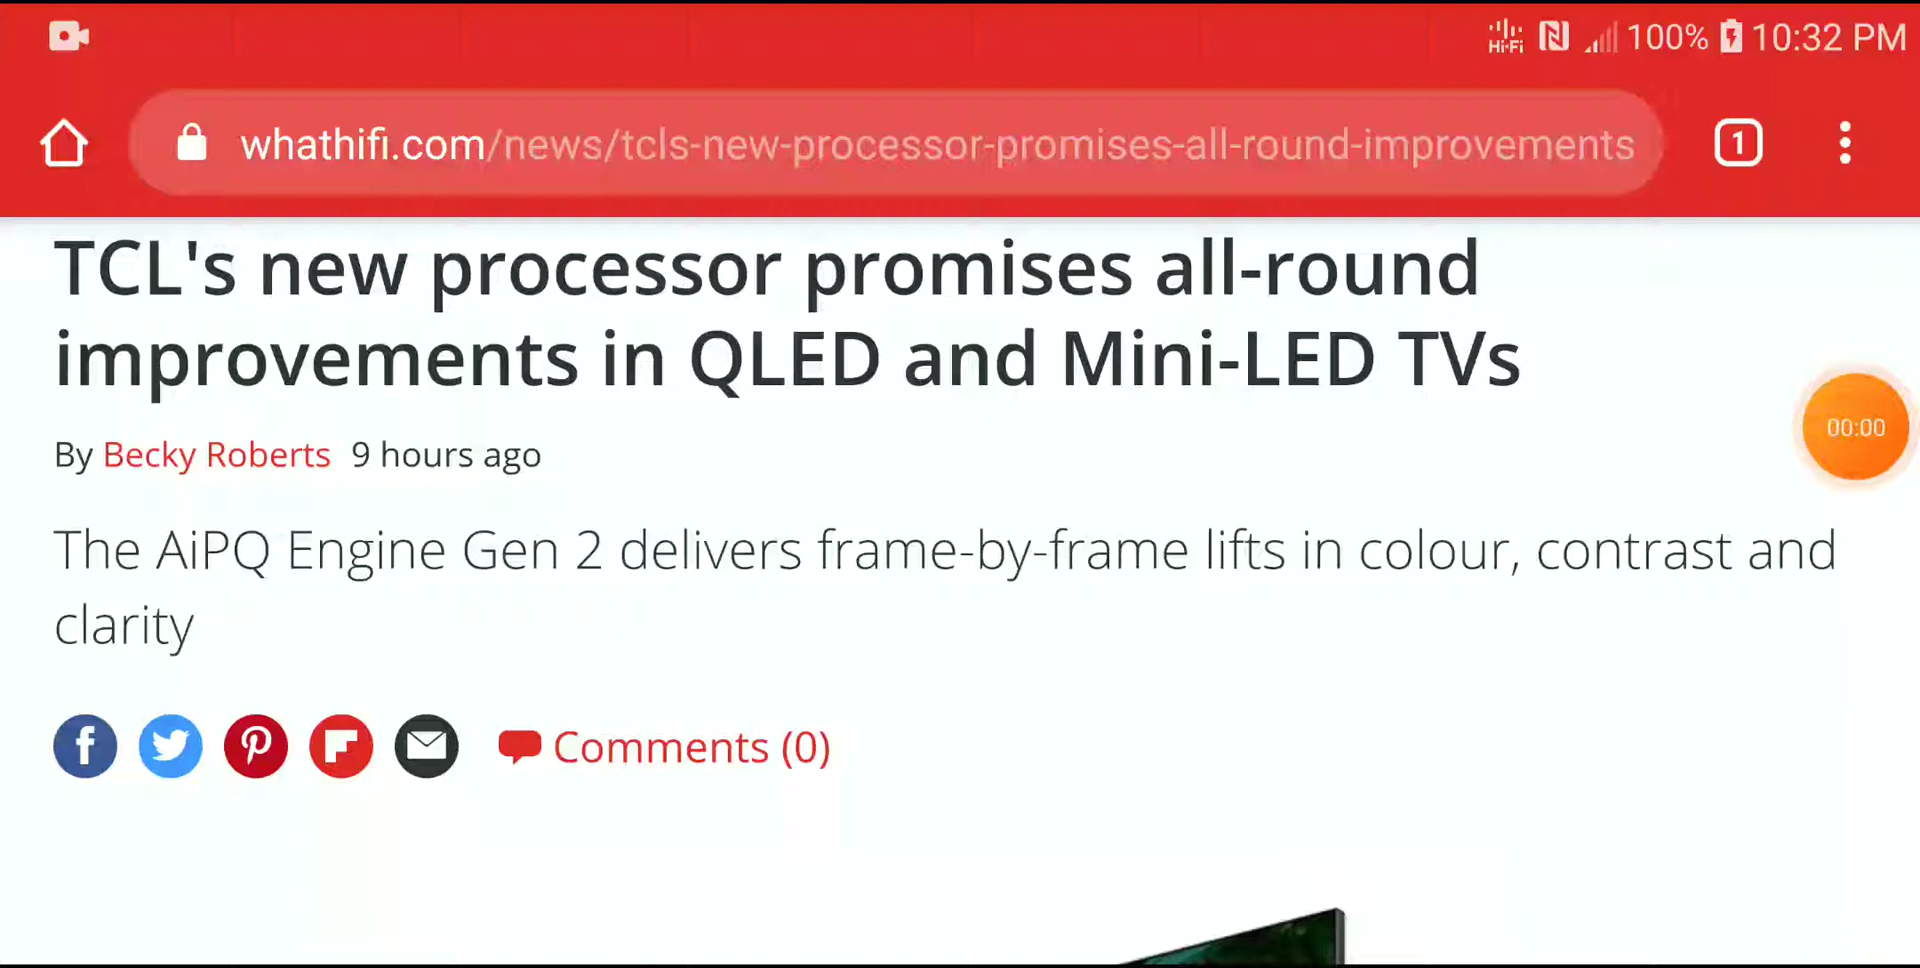 Hi-Fi 100% 10:32 PM
whathifi.com/news/tcls-new-processor-promises-all-round-improvements 1
TCL's new processor promises all-round
improvements in QLED and Mini-LED TVs
By Becky Roberts 9 hours ago
00:00
The AiPQ Engine Gen 2 delivers frame-by-frame lifts in colour, contrast and
clarity
Comments (0)